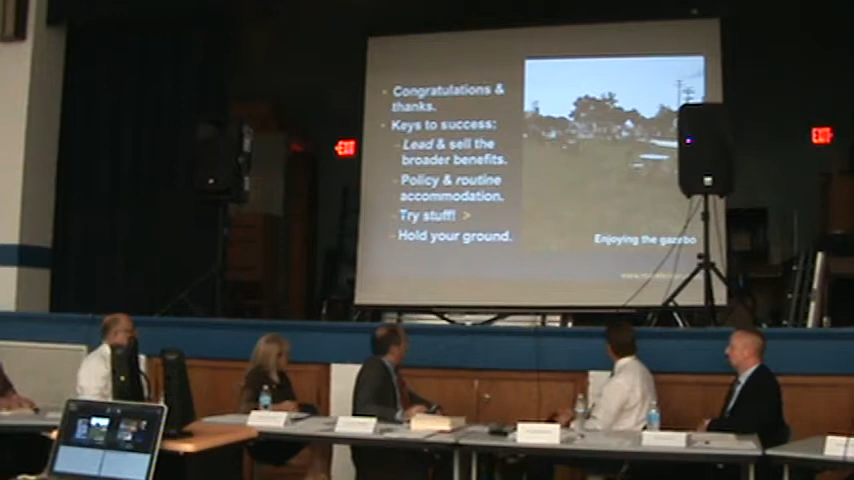 Congratulations &
thanks.
Keys to success:
– Lead & sell the
broader benefits.
– Policy & routine
accommodation.
– Try stuff! >
– Hold your ground.
Enjoying the gazebo
EXIT
EXIT